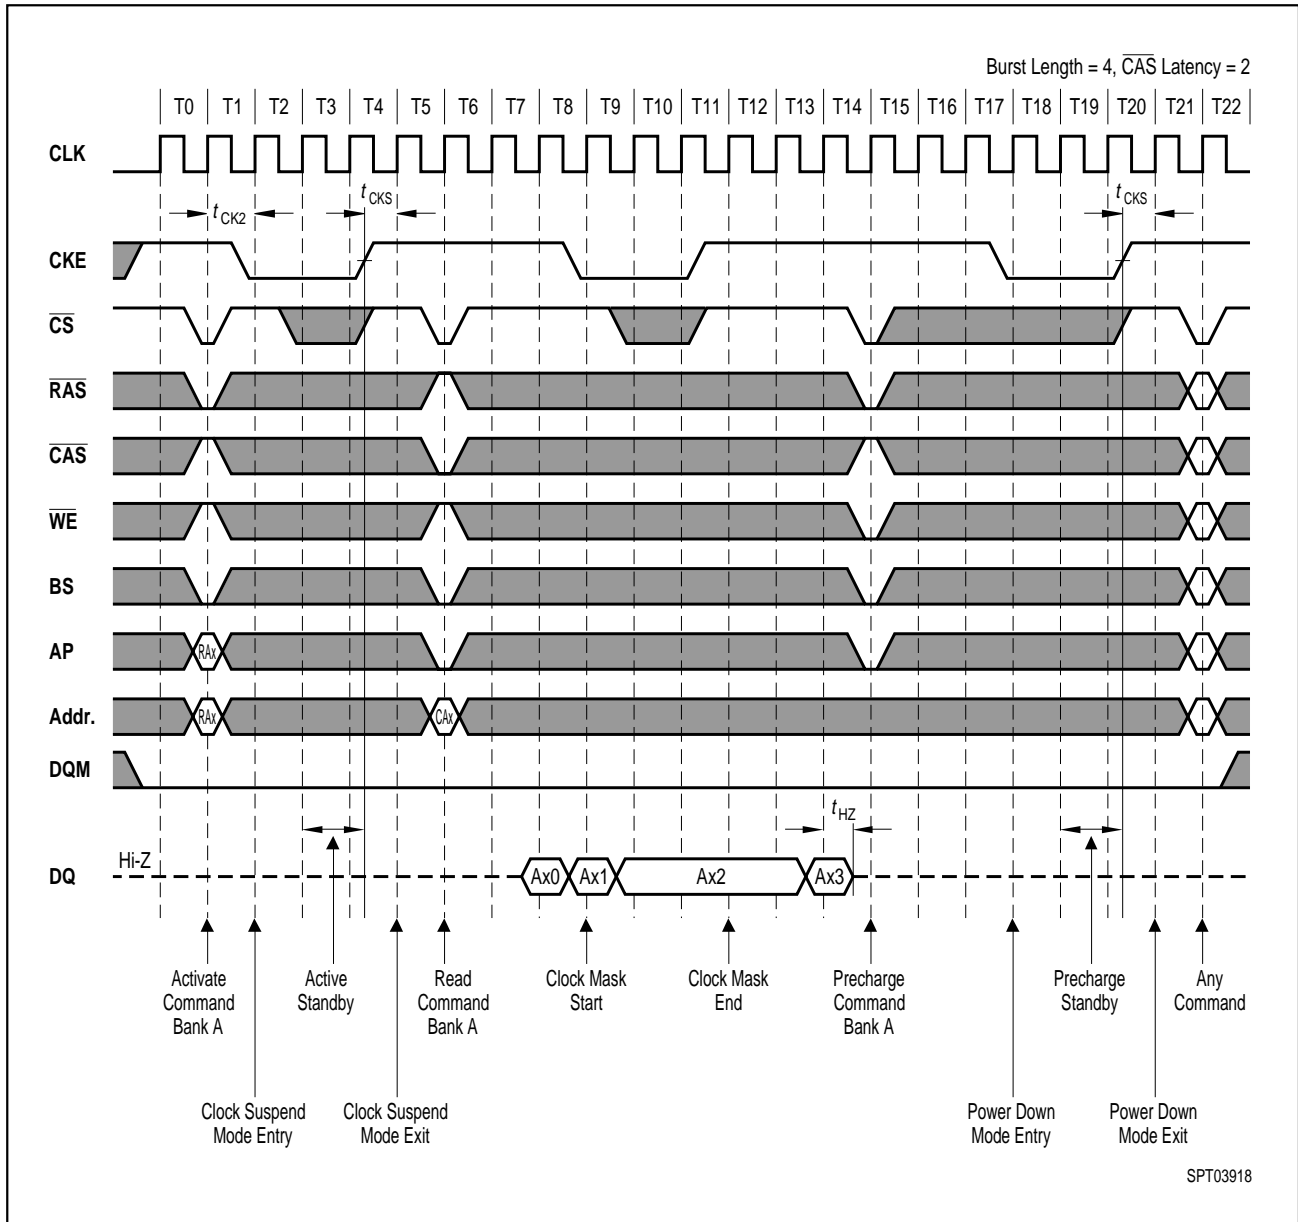 Burst Length = 4, CAS Latency = 2
T0 T1 T2 T3 T4 T5 T6 T7 T8 T9 T10 T11 T12 T13 T14 T15 T16 T17 T18 T19 T20 T21 T22
CLK
tCK2
tCKS
tCKS
CKE
CS
RAS
CAS
WE
BS
AP
RAx
Addr.
RAx
CAx
DQM
tHZ
Hi-Z
DQ
Ax0
Ax1
Ax2
Ax3
Activate
Command
Bank A
Active
Standby
Read
Command
Bank A
Clock Mask
Start
Clock Mask
End
Precharge
Command
Bank A
Precharge
Standby
Any
Command
Clock Suspend
Mode Entry
Clock Suspend
Mode Exit
Power Down
Mode Entry
Power Down
Mode Exit
SPT03918